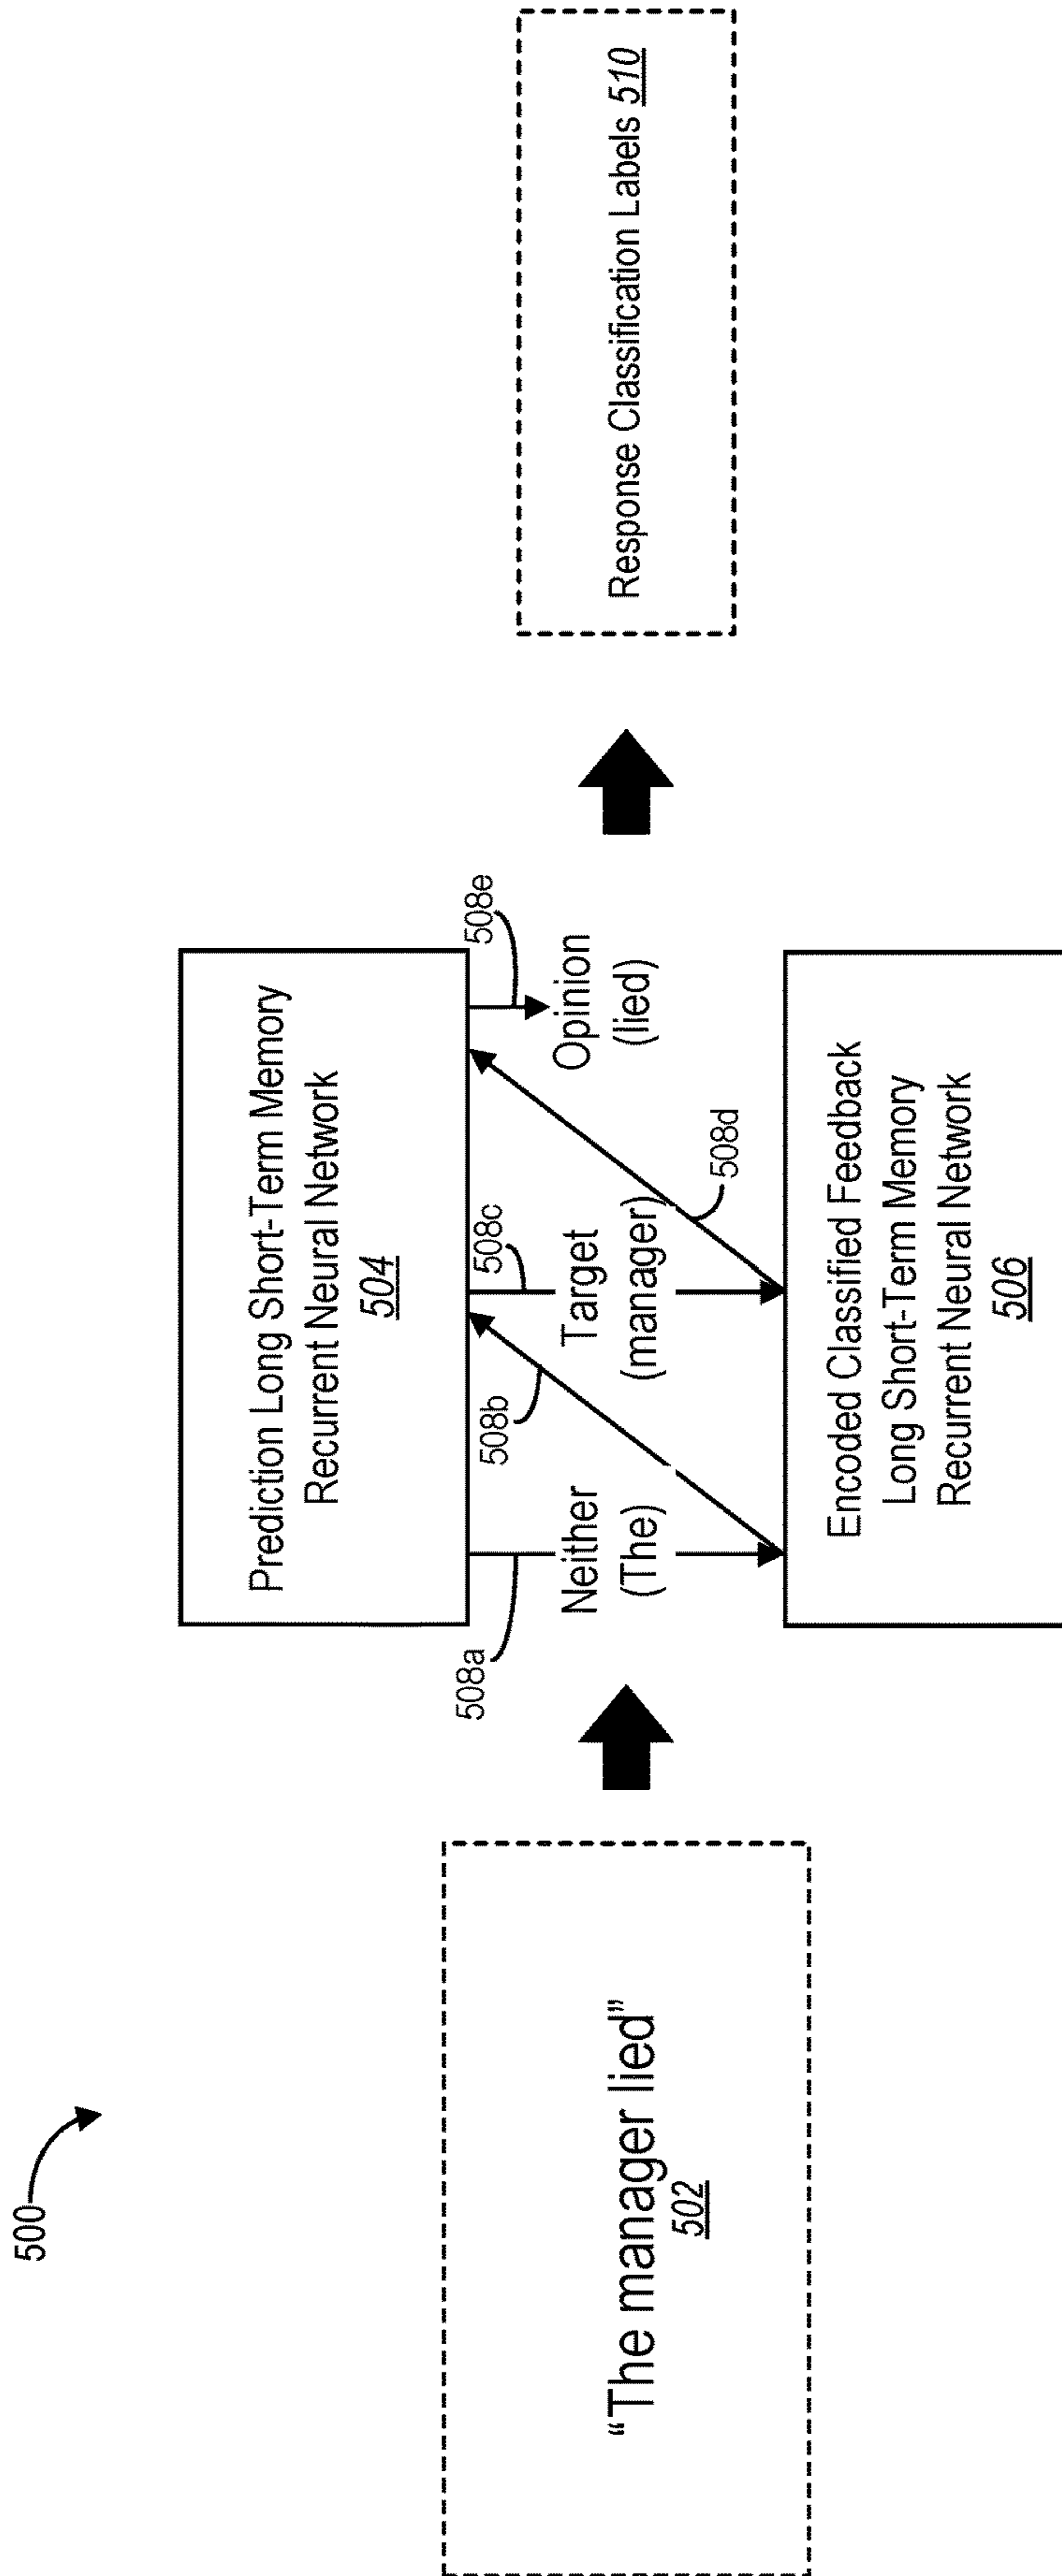 500
“The manager lied”
502
Prediction Long Short-Term Memory
Recurrent Neural Network
504
508a
Neither
(The)
508b
508c
Target
(manager)
508d
508e
Opinion
(lied)
Encoded Classified Feedback
Long Short-Term Memory
Recurrent Neural Network
506
Response Classification Labels 510